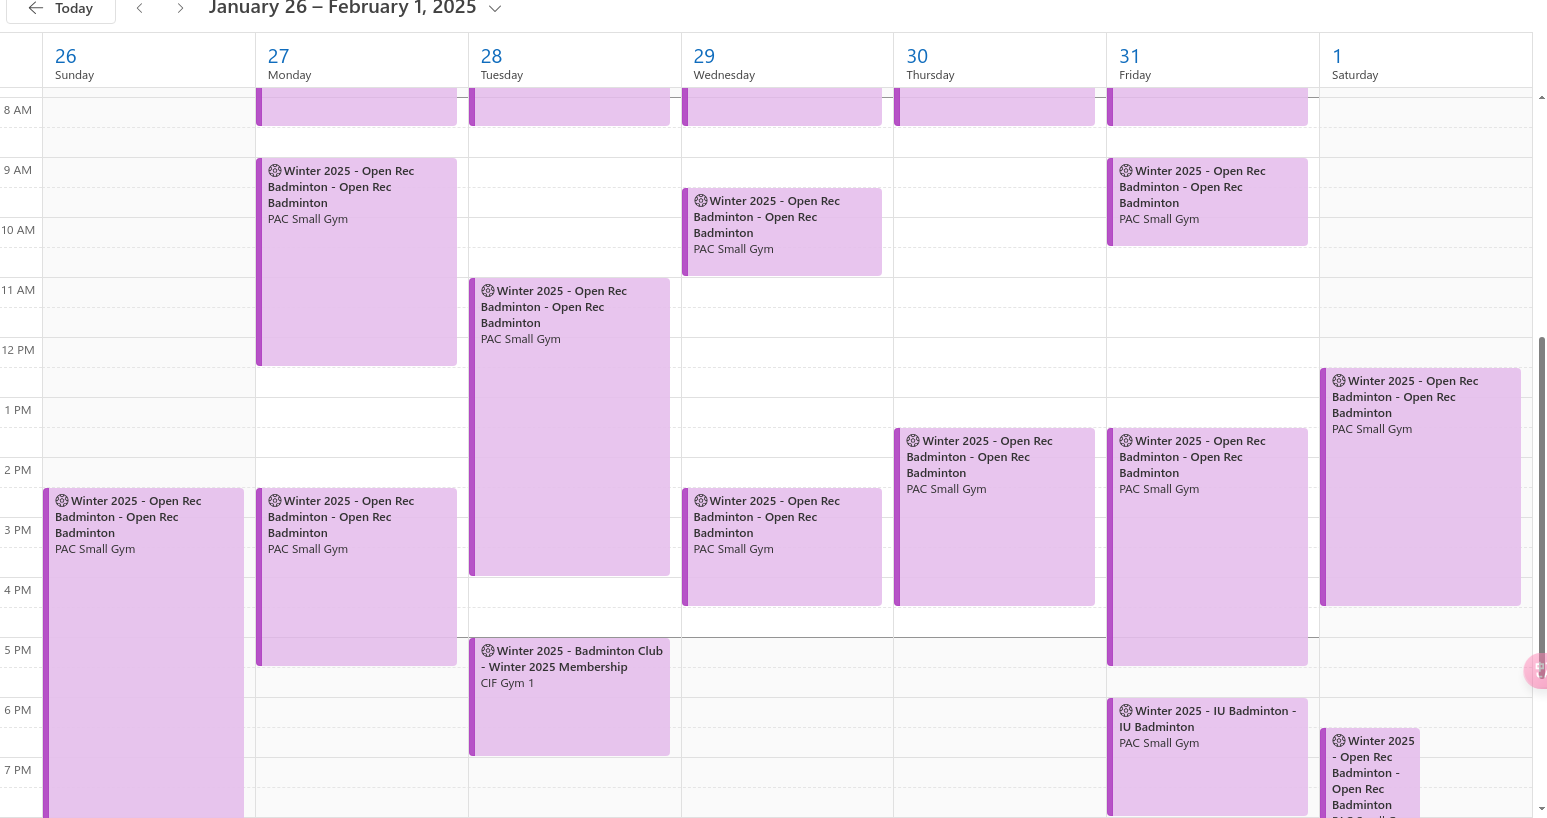 Today
January 26 – February 1, 2025
26
Sunday
27
Monday
28
Tuesday
29
Wednesday
30
Thursday
31
Friday
1
Saturday
8 AM
9 AM
10 AM
11 AM
12 PM
1 PM
2 PM
3 PM
4 PM
5 PM
6 PM
7 PM
Winter 2025 - Open Rec
Badminton - Open Rec
Badminton
PAC Small Gym
Winter 2025 - Open Rec
Badminton - Open Rec
Badminton
PAC Small Gym
Winter 2025 - Open Rec
Badminton - Open Rec
Badminton
PAC Small Gym
Winter 2025 - Open Rec
Badminton - Open Rec
Badminton
PAC Small Gym
Winter 2025 - Badminton Club
- Winter 2025 Membership
CIF Gym 1
Winter 2025 - Open Rec
Badminton - Open Rec
Badminton
PAC Small Gym
Winter 2025 - Open Rec
Badminton - Open Rec
Badminton
PAC Small Gym
Winter 2025 - Open Rec
Badminton - Open Rec
Badminton
PAC Small Gym
Winter 2025 - Open Rec
Badminton - Open Rec
Badminton
PAC Small Gym
Winter 2025 - Open Rec
Badminton - Open Rec
Badminton
PAC Small Gym
Winter 2025 - IU Badminton -
IU Badminton
PAC Small Gym
Winter 2025 - Open Rec
Badminton - Open Rec
Badminton
PAC Small Gym
Winter 2025
- Open Rec
Badminton -
Open Rec
Badminton